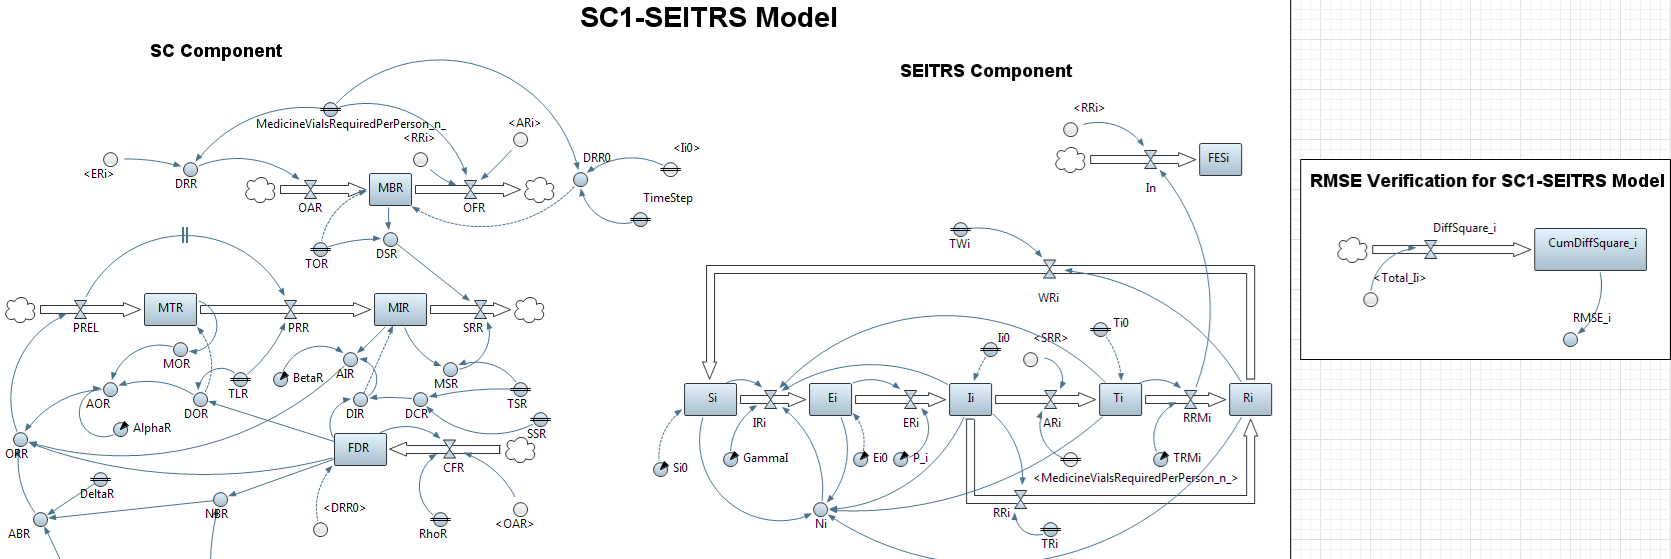 SC1-SEITRS Model
SC Component
SEITRS Component
<RRi>
MedicineVialsRequiredPerPerson_n_
<RRi>
<ARi>
<ERi>
DRR
DRR0
<Ii0>
TimeStep
OAR
MBR
OFR
In
FESi
RMSE Verification for SC1-SEITRS Model
DiffSquare_i
CumDiffSquare_i
<Total_Ii>
RMSE_i
TOR
DSR
TWi
WRi
PREL
MTR
PRR
MIR
SRR
MOR
BetaR
AIR
MSR
AOR
DOR
TLR
DIR
DCR
TSR
SSR
AlphaR
ORR
FDR
CFR
DeltaR
NBR
ABR
<DRR0>
RhoR
<OAR>
Ii0
<SRR>
Ti0
Si
IRi
Ei
ERi
Ii
ARi
Ti
RRMi
Ri
Si0
GammaI
Ei0
P_i
TRMi
<MedicineVialsRequiredPerPerson_n_>
Ni
RRi
TRi